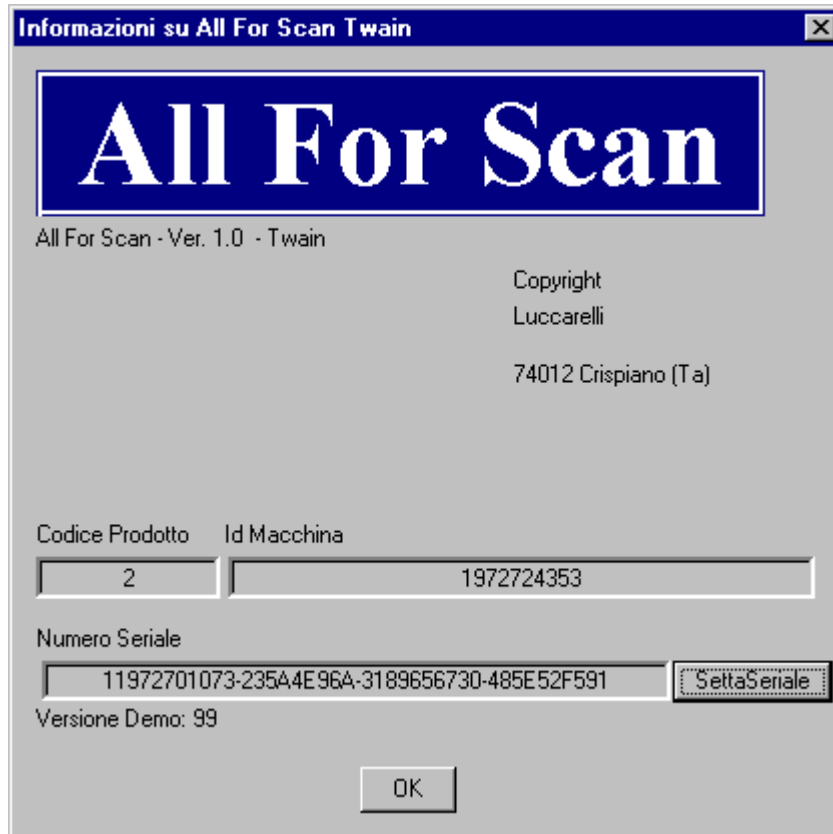 Informazioni su All For Scan Twain
All For Scan
All For Scan - Ver. 1.0 - Twain
Copyright
Luccarelli
74012 Crispiano (Ta)
Codice Prodotto Id Macchina
2 1972724353
Numero Seriale
11972701073-235A4E96A-3189656730-485E52F591 SettaSeriale
Versione Demo: 99
OK